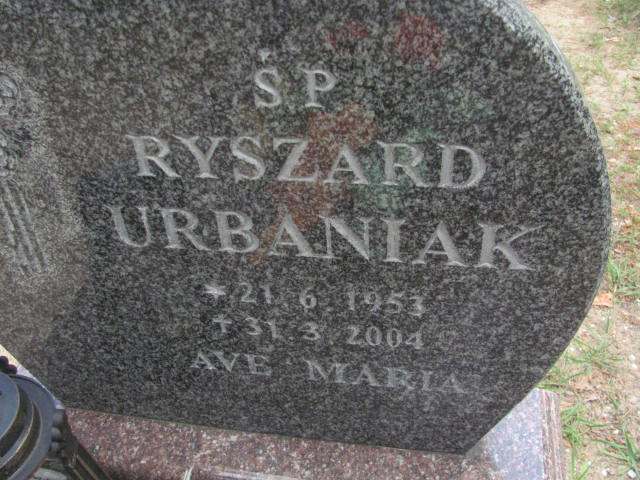 ŚP
RYSZARD
URBANIAK
* 21. 6. 1953
† 31. 3. 2004
AVE MARIA